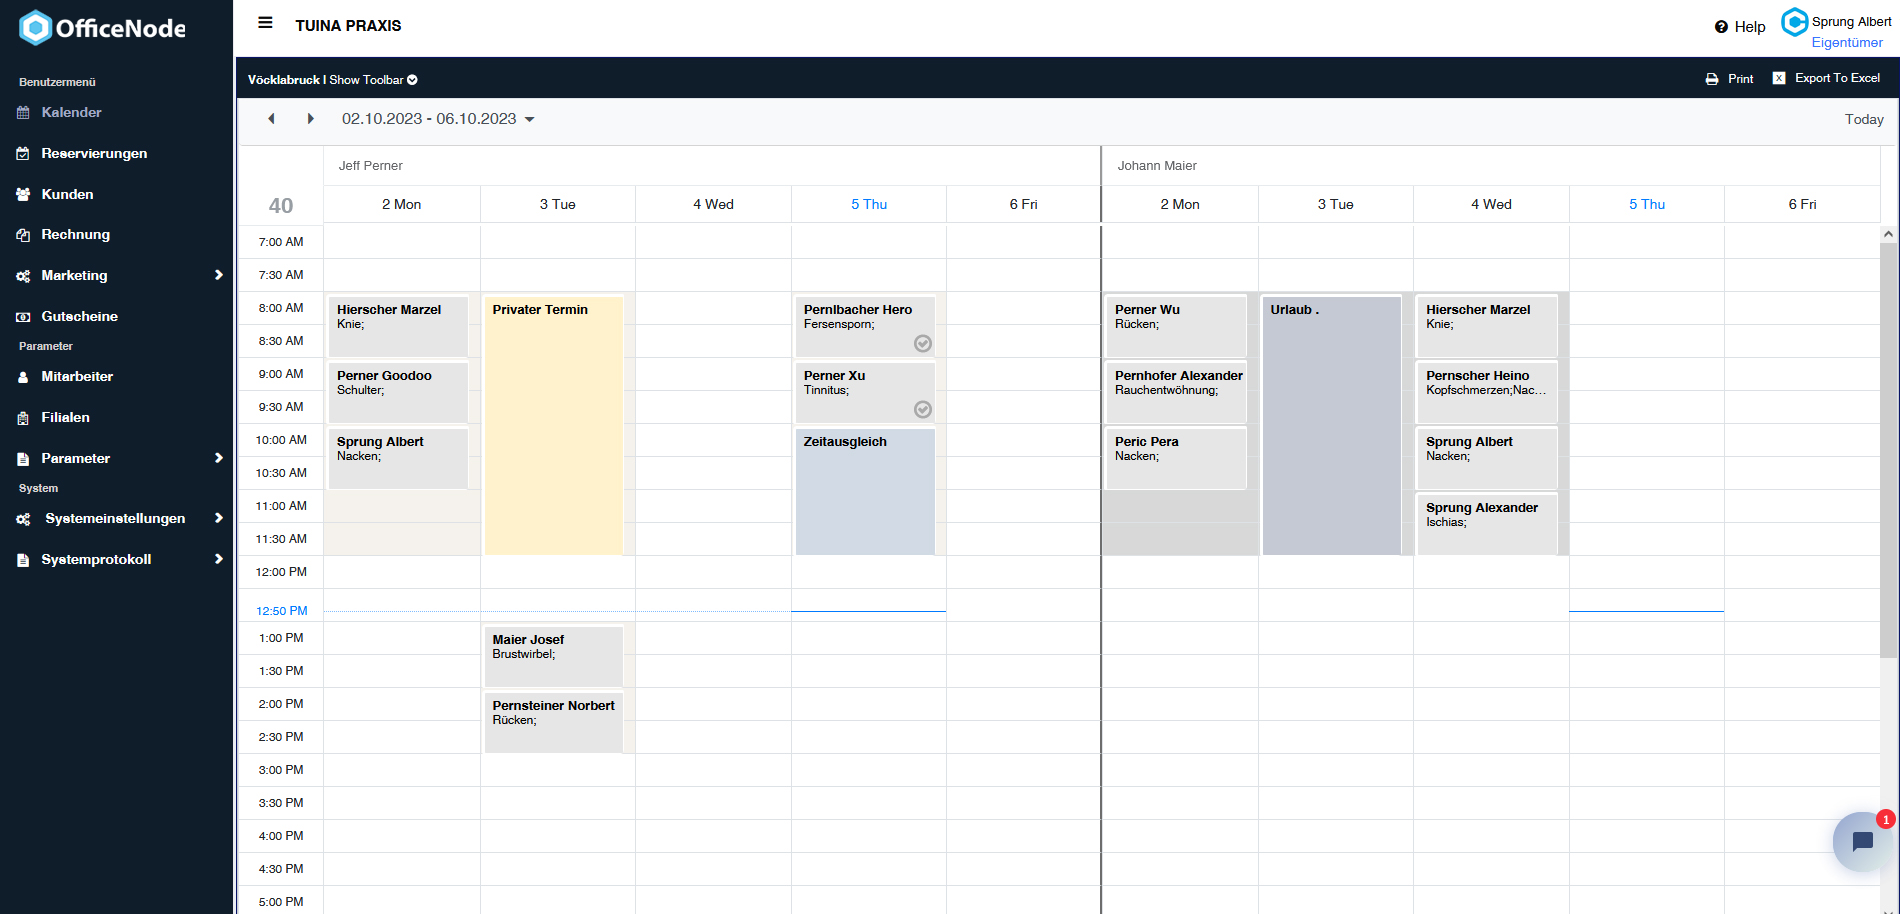 OfficeNode
TUINA PRAXIS
Help
Sprung Albert
Eigentümer
Benutzermenü
Kalender
Reservierungen
Kunden
Rechnung
Marketing
Gutscheine
Parameter
Mitarbeiter
Filialen
Parameter
System
Systemeinstellungen
Systemprotokoll
Vöcklabruck | Show Toolbar
Print
X
Export To Excel
02.10.2023 - 06.10.2023
Today
Jeff Perner
Johann Maier
40
2 Mon
3 Tue
4 Wed
5 Thu
6 Fri
2 Mon
3 Tue
4 Wed
5 Thu
6 Fri
7:00 AM
7:30 AM
8:00 AM
8:30 AM
9:00 AM
9:30 AM
10:00 AM
10:30 AM
11:00 AM
11:30 AM
12:00 PM
12:50 PM
1:00 PM
1:30 PM
2:00 PM
2:30 PM
3:00 PM
3:30 PM
4:00 PM
4:30 PM
5:00 PM
Hierscher Marzel
Knie;
Perner Goodoo
Schulter;
Sprung Albert
Nacken;
Privater Termin
Maier Josef
Brustwirbel;
Pernsteiner Norbert
Rücken;
Pernlbacher Hero
Fersensporn;
Perner Xu
Tinnitus;
Zeitausgleich
Perner Wu
Rücken;
Pernhofer Alexander
Rauchentwöhnung;
Peric Pera
Nacken;
Urlaub .
Hierscher Marzel
Knie;
Pernscher Heino
Kopfschmerzen;Nac...
Sprung Albert
Nacken;
Sprung Alexander
Ischias;
1